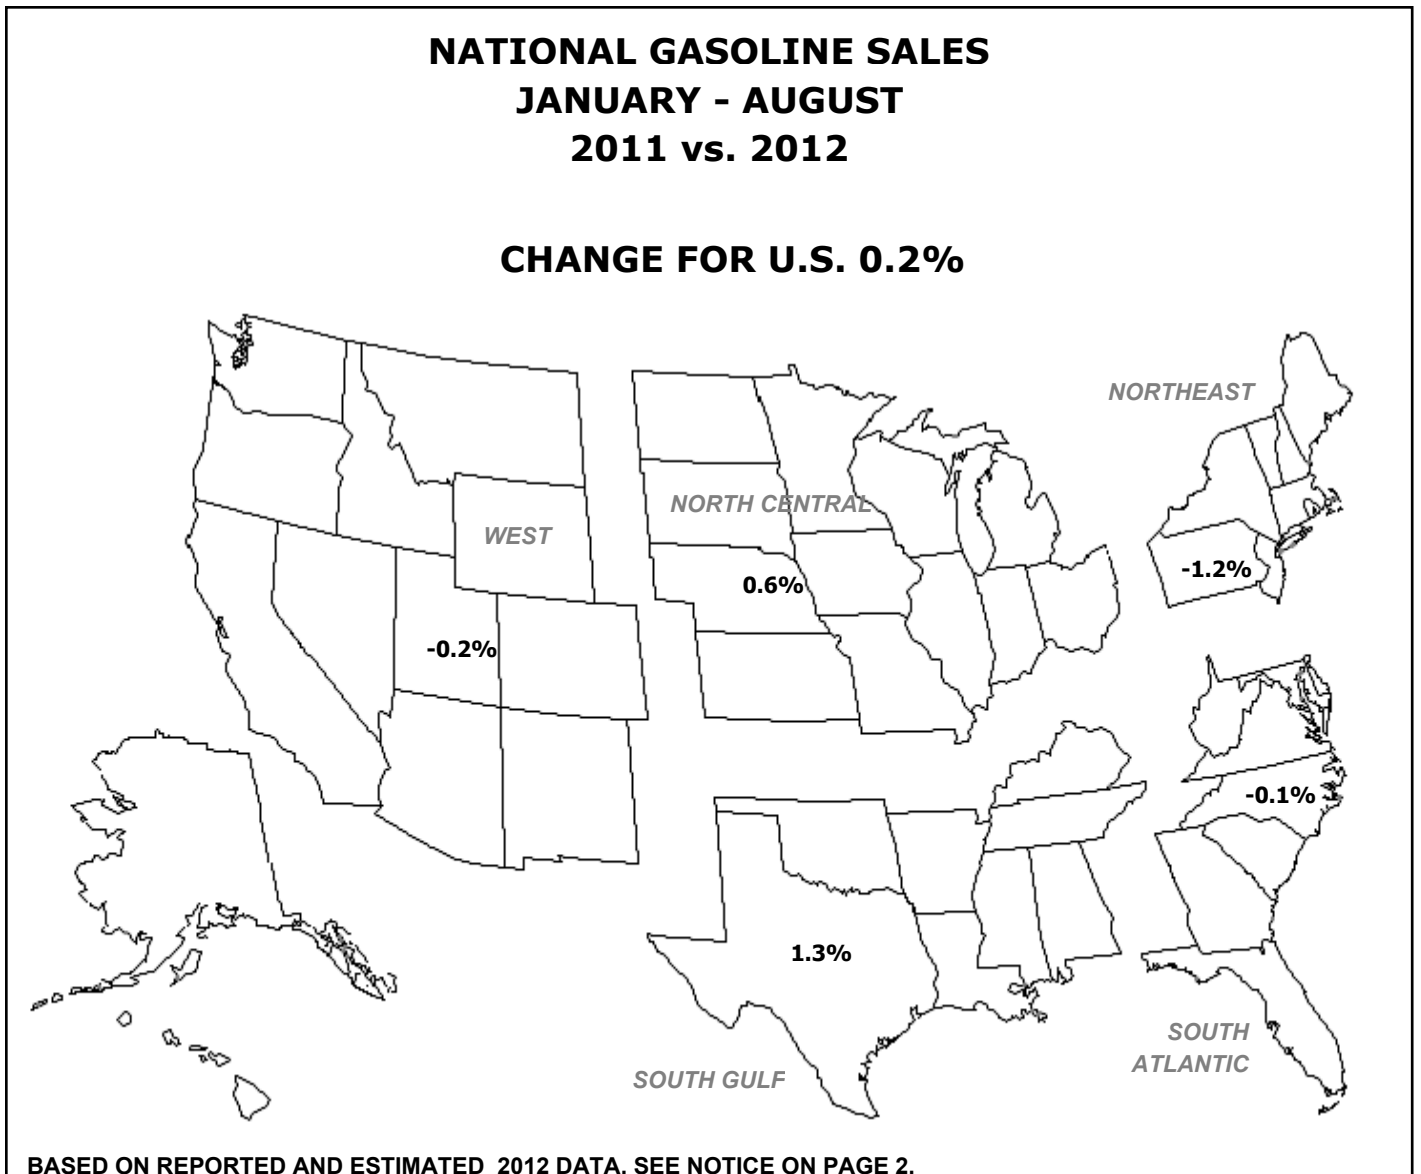 NATIONAL GASOLINE SALES
JANUARY - AUGUST
2011 vs. 2012
CHANGE FOR U.S. 0.2%
NORTHEAST
NORTH CENTRAL
WEST
-1.2%
0.6%
-0.2%
-0.1%
1.3%
SOUTH
ATLANTIC
SOUTH GULF
BASED ON REPORTED AND ESTIMATED  2012 DATA. SEE NOTICE ON PAGE 2.